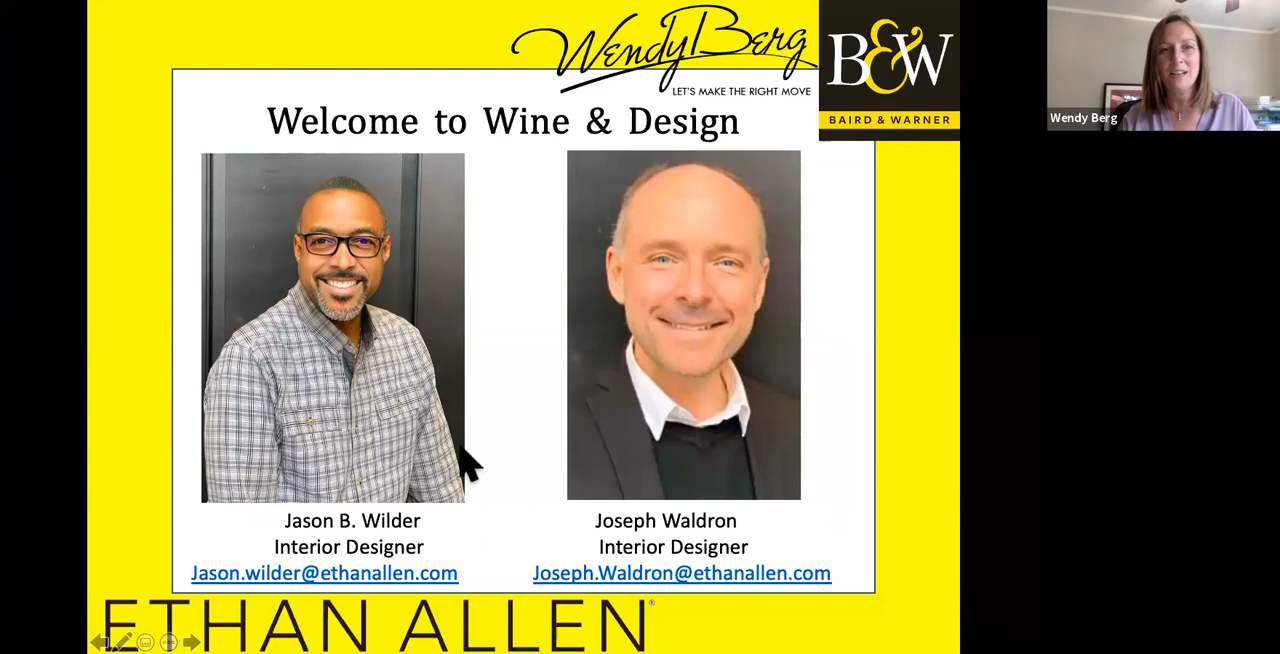 Wendy Berg
LET'S MAKE THE RIGHT MOVE
B&W
BAIRD & WARNER
Wendy Berg
Welcome to Wine & Design
Jason B. Wilder
Interior Designer
Jason.wilder@ethanallen.com
Joseph Waldron
Interior Designer
Joseph.Waldron@ethanallen.com
ETHAN ALLEN®